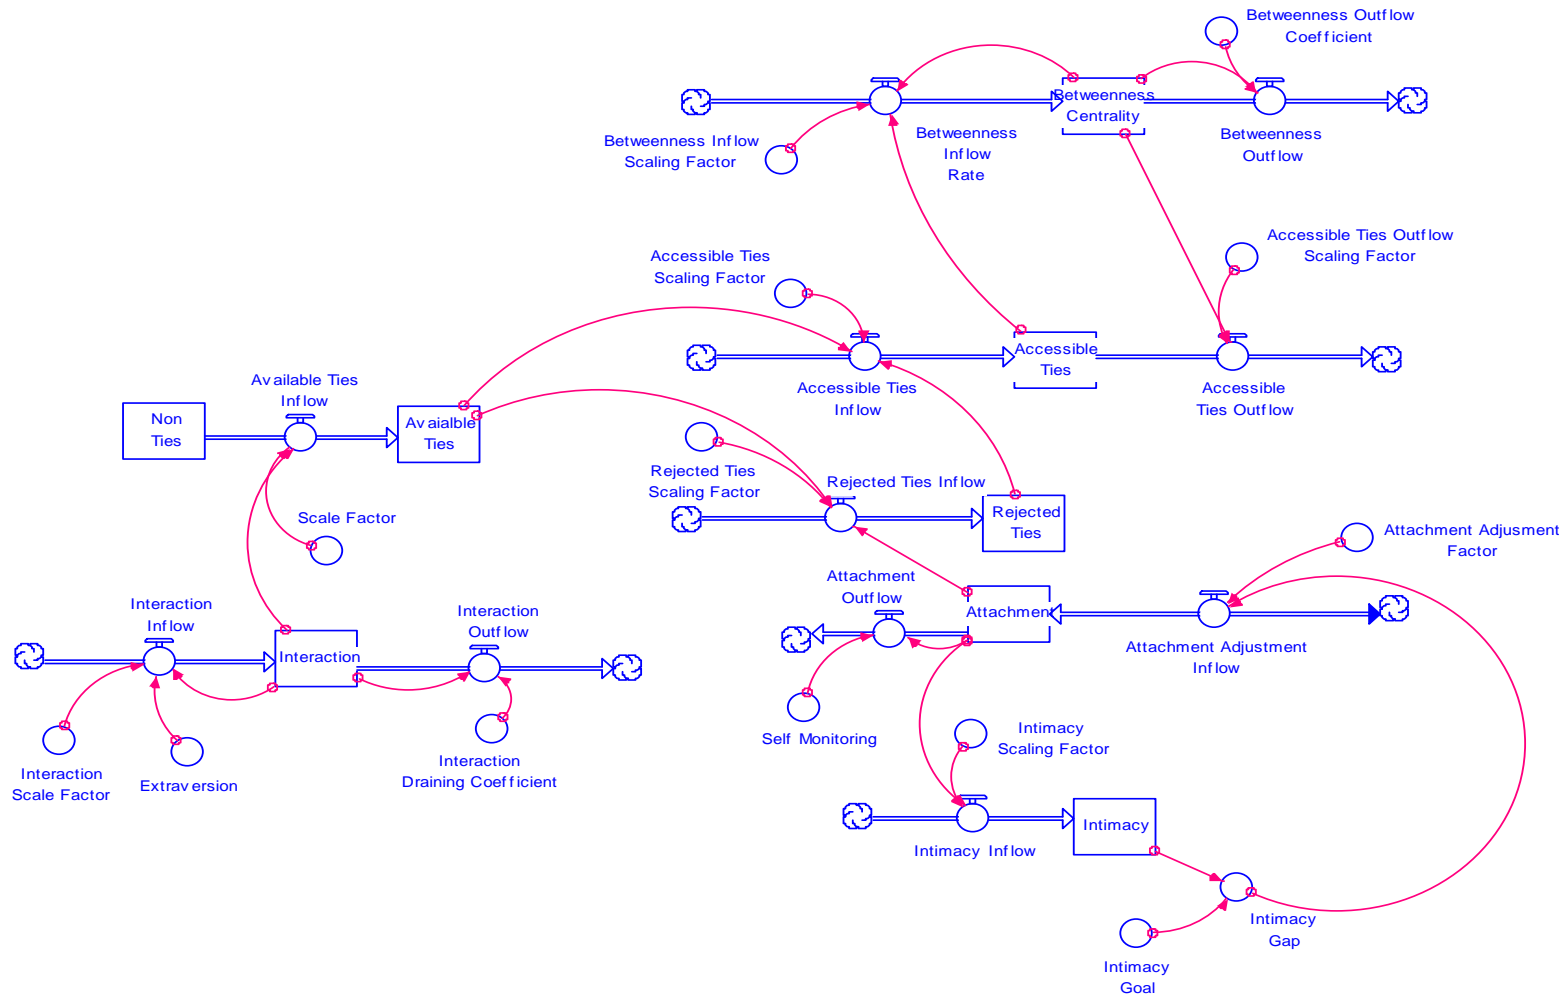 Betweenness Outflow
Coefficient
Betweenness
Centrality
Betweenness Inflow
Scaling Factor
Betweenness
Inflow
Rate
Betweenness
Outflow
Accessible Ties
Scaling Factor
Accessible Ties Outflow
Scaling Factor
Accessible
Ties
Accessible Ties
Inflow
Accessible
Ties Outflow
Available Ties
Inflow
Non
Ties
Avaialble
Ties
Rejected Ties
Scaling Factor
Rejected Ties Inflow
Rejected
Ties
Scale Factor
Attachment Adjusment
Factor
Attachment
Outflow
Attachment
Attachment Adjustment
Inflow
Interaction
Inflow
Interaction
Outflow
Interaction
Self Monitoring
Intimacy
Scaling Factor
Interaction
Scale Factor
Extraversion
Interaction
Draining Coefficient
Intimacy
Intimacy Inflow
Intimacy
Gap
Intimacy
Goal